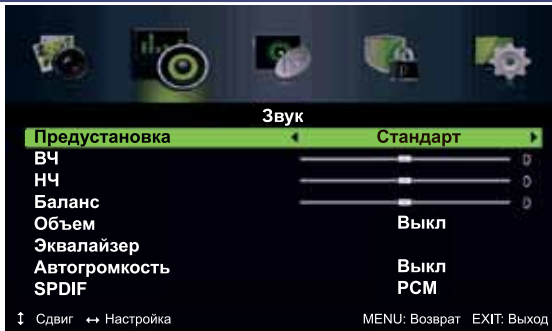 Звук
Предустановка Стандарт
ВЧ 0
НЧ 0
Баланс 0
Объем Выкл
Эквалайзер
Автогромкость Выкл
SPDIF PCM
Сдвиг Настройка MENU: Возврат EXIT: Выход